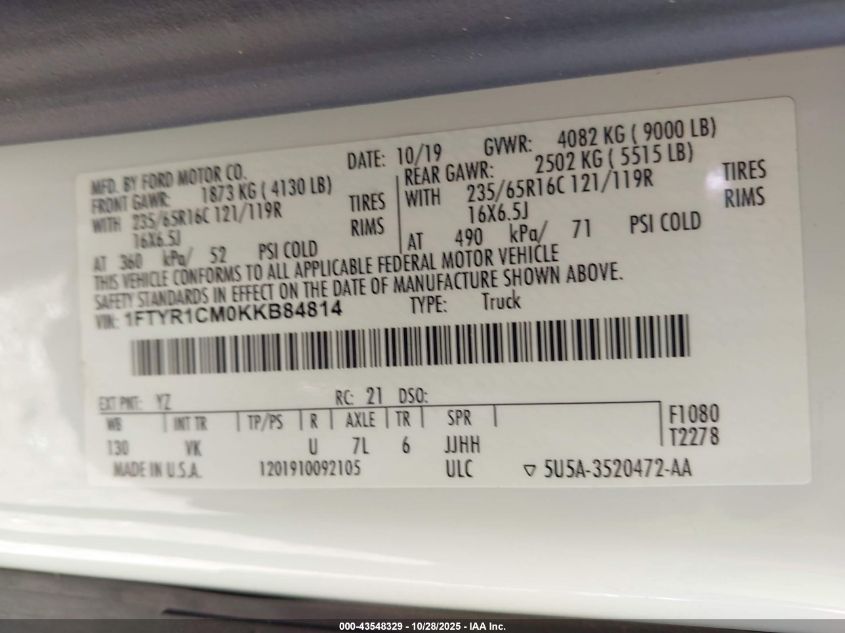 MFD. BY FORD MOTOR CO.
DATE: 10/19 GVWR: 4082 KG ( 9000 LB)
FRONT GAWR: 1873 KG ( 4130 LB)
WITH 235/65R16C 121/119R TIRES
16X6.5J RIMS
AT 360 kPa/ 52 PSI COLD
REAR GAWR: 2502 KG ( 5515 LB)
WITH 235/65R16C 121/119R TIRES
16X6.5J RIMS
AT 490 kPa/ 71 PSI COLD
THIS VEHICLE CONFORMS TO ALL APPLICABLE FEDERAL MOTOR VEHICLE
SAFETY STANDARDS IN EFFECT ON THE DATE OF MANUFACTURE SHOWN ABOVE.
VIN: 1FTYR1CM0KKB84814 TYPE: Truck
EXT PNT: YZ RC: 21 DSO:
WB INT TR TP/PS R AXLE TR SPR F1080
130 VK U 7L 6 JJHH T2278
MADE IN U.S.A. 1201910092105 ULC ▽ 5U5A-3520472-AA
000-43548329 - 10/28/2025 - IAA Inc.